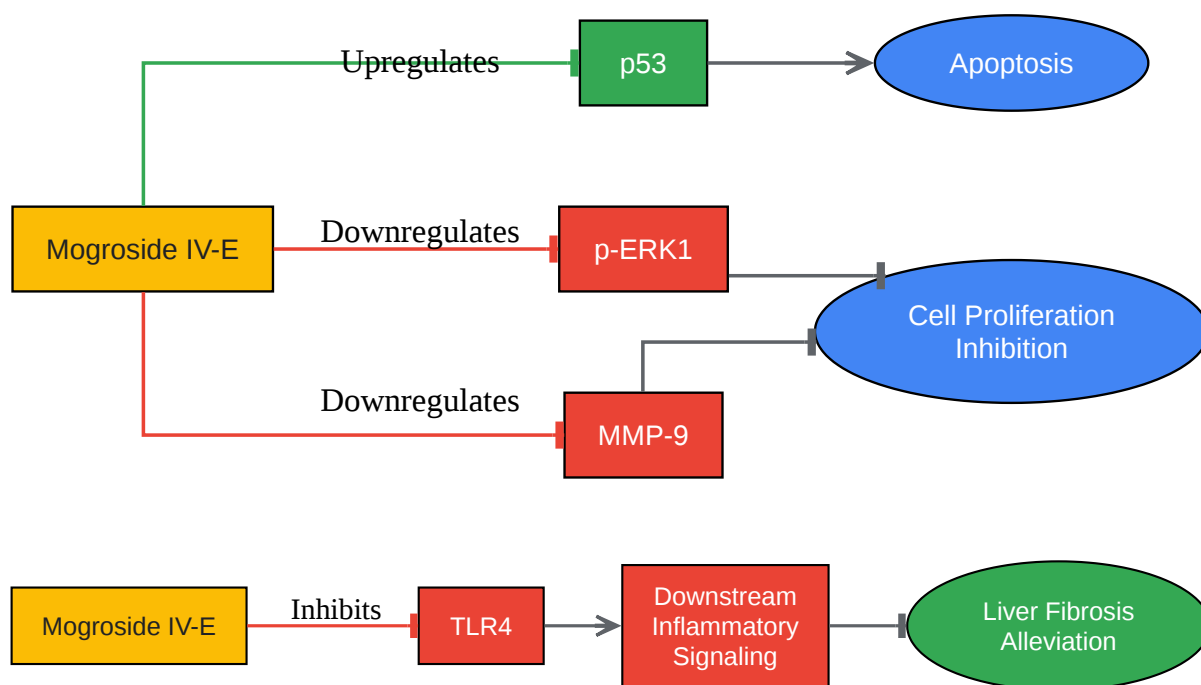 Upregulates
p53
Apoptosis
Mogroside IV-E
Downregulates
p-ERK1
Cell Proliferation
Inhibition
Downregulates
MMP-9
Mogroside IV-E
Inhibits
TLR4
Downstream
Inflammatory
Signaling
Liver Fibrosis
Alleviation